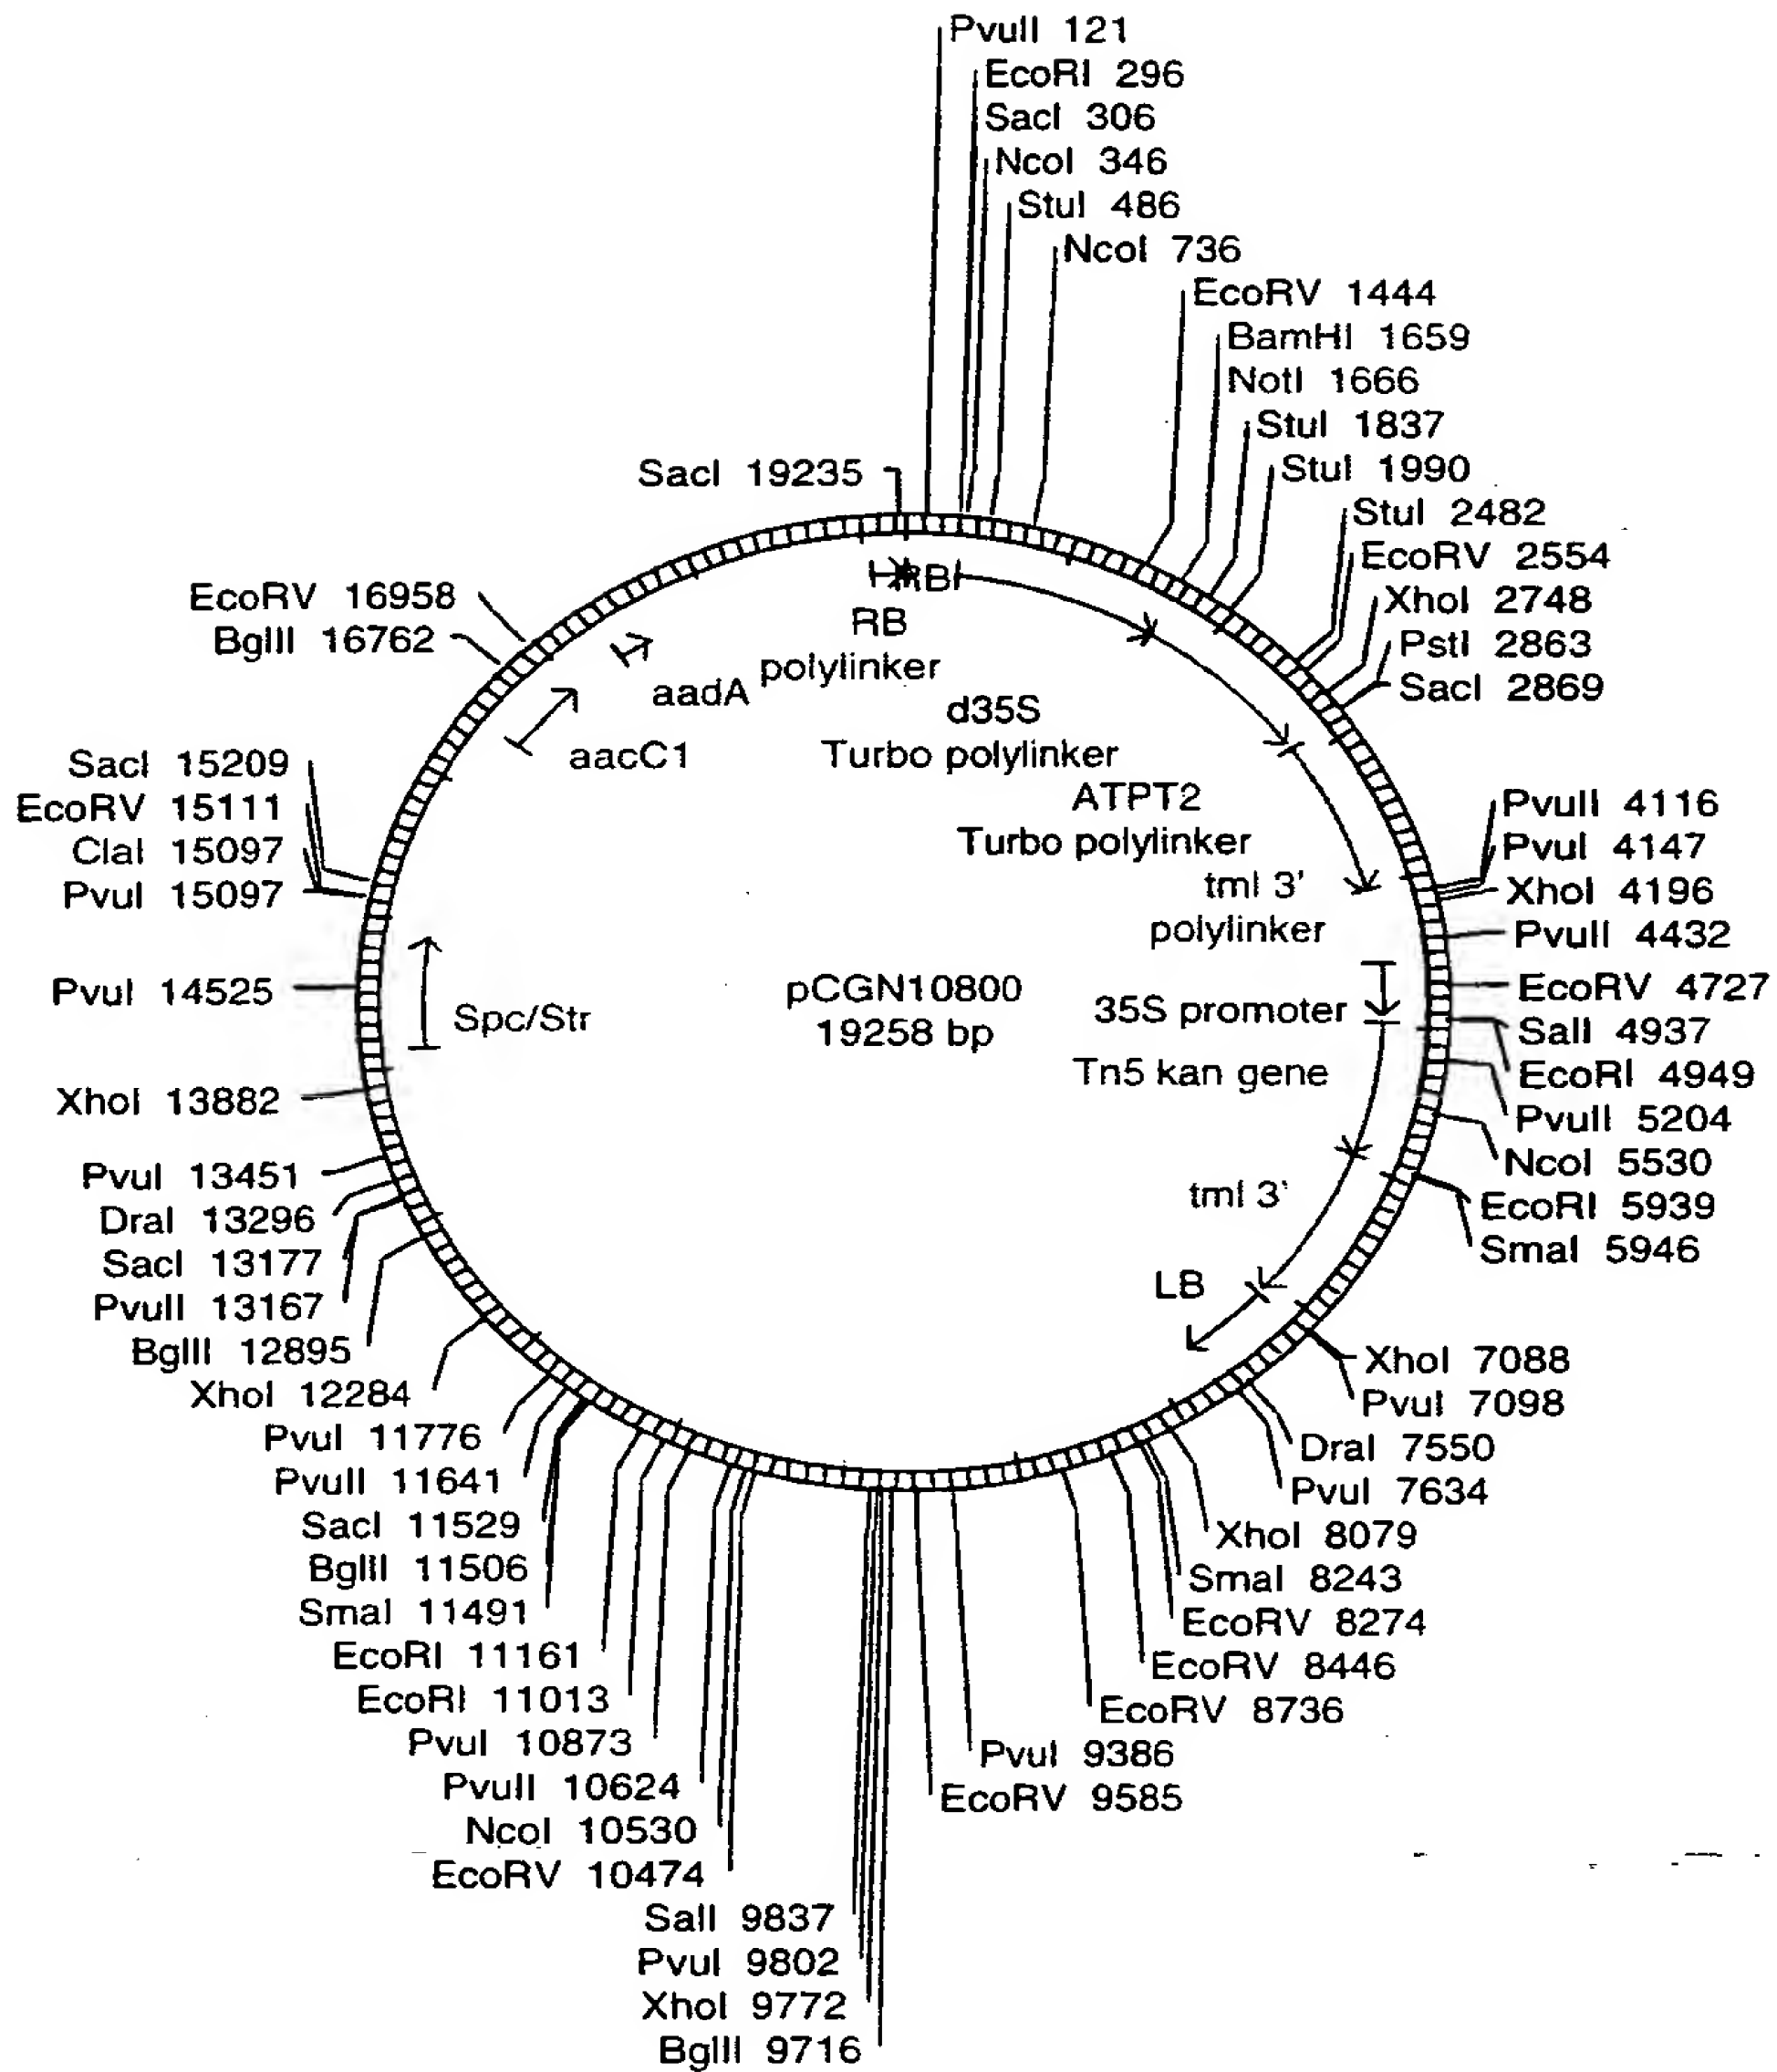 PvuII 121
EcoRI 296
SacI 306
NcoI 346
StuI 486
NcoI 736
EcoRV 1444
BamHI 1659
NotI 1666
StuI 1837
StuI 1990
StuI 2482
EcoRV 2554
XhoI 2748
PstI 2863
SacI 2869
PvuII 4116
PvuI 4147
XhoI 4196
PvuII 4432
EcoRV 4727
SalI 4937
EcoRI 4949
PvuII 5204
NcoI 5530
EcoRI 5939
SmaI 5946
XhoI 7088
PvuI 7098
DraI 7550
PvuI 7634
XhoI 8079
SmaI 8243
EcoRV 8274
EcoRV 8446
EcoRV 8736
PvuI 9386
EcoRV 9585
BglII 9716
XhoI 9772
PvuI 9802
SalI 9837
EcoRV 10474
NcoI 10530
PvuII 10624
PvuI 10873
EcoRI 11013
EcoRI 11161
SmaI 11491
BglII 11506
SacI 11529
PvuII 11641
PvuI 11776
XhoI 12284
BglII 12895
PvuII 13167
SacI 13177
DraI 13296
PvuI 13451
XhoI 13882
PvuI 14525
PvuI 15097
ClaI 15097
EcoRV 15111
SacI 15209
BglII 16762
EcoRV 16958
SacI 19235
RB
RB
polylinker
d35S
Turbo polylinker
ATPT2
Turbo polylinker
tml 3'
polylinker
35S promoter
Tn5 kan gene
tml 3'
LB
Spc/Str
aacC1
aadA
pCGN10800
19258 bp